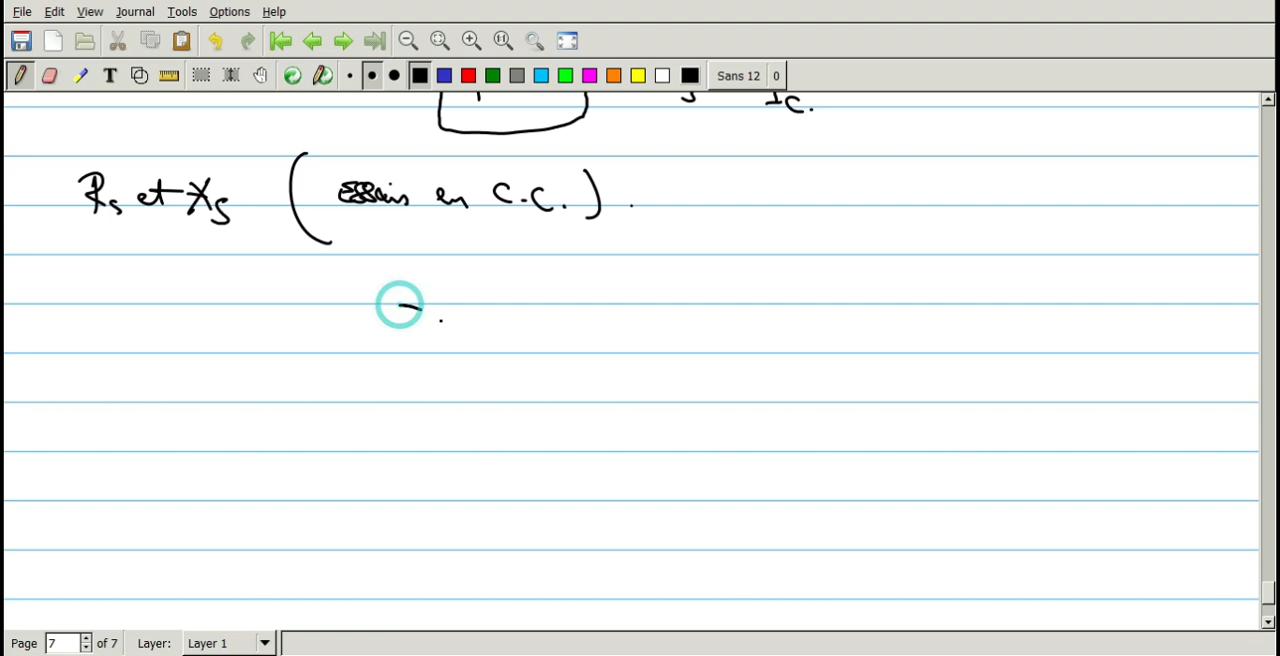 File Edit View Journal Tools Options Help
T Sans 12 0
Ic.
Rs et Xs ( essais en C.C. ) .
Page 7 of 7 Layer: Layer 1